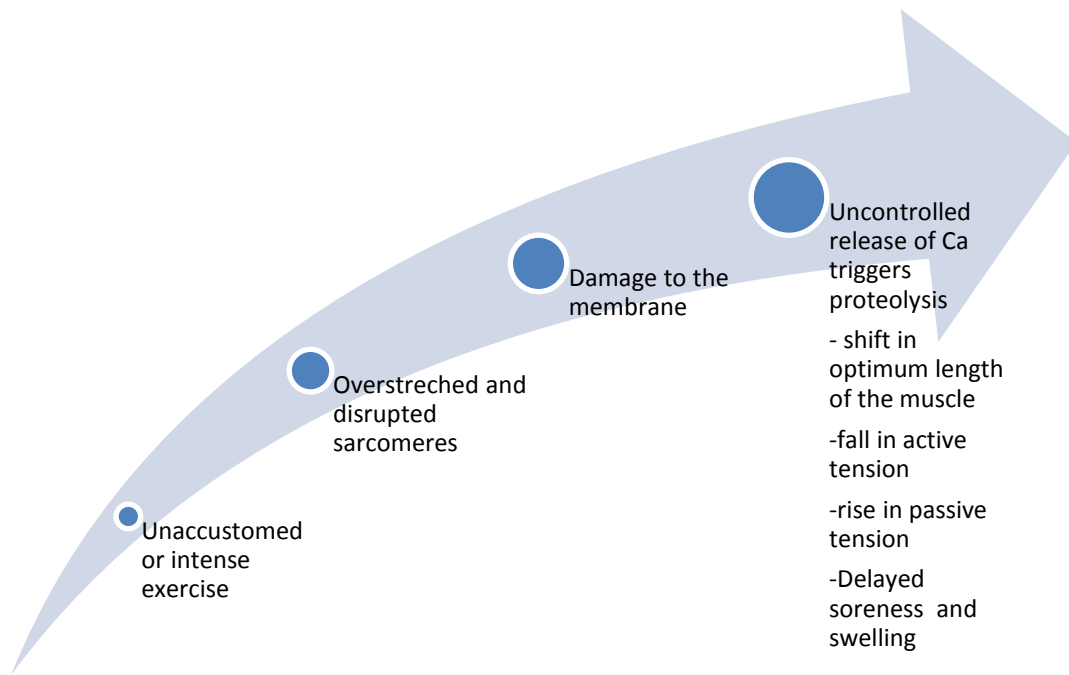 Unaccustomed
or intense
exercise
Overstreched and
disrupted
sarcomeres
Damage to the
membrane
Uncontrolled
release of Ca
triggers
proteolysis
- shift in
optimum length
of the muscle
-fall in active
tension
-rise in passive
tension
-Delayed
soreness and
swelling